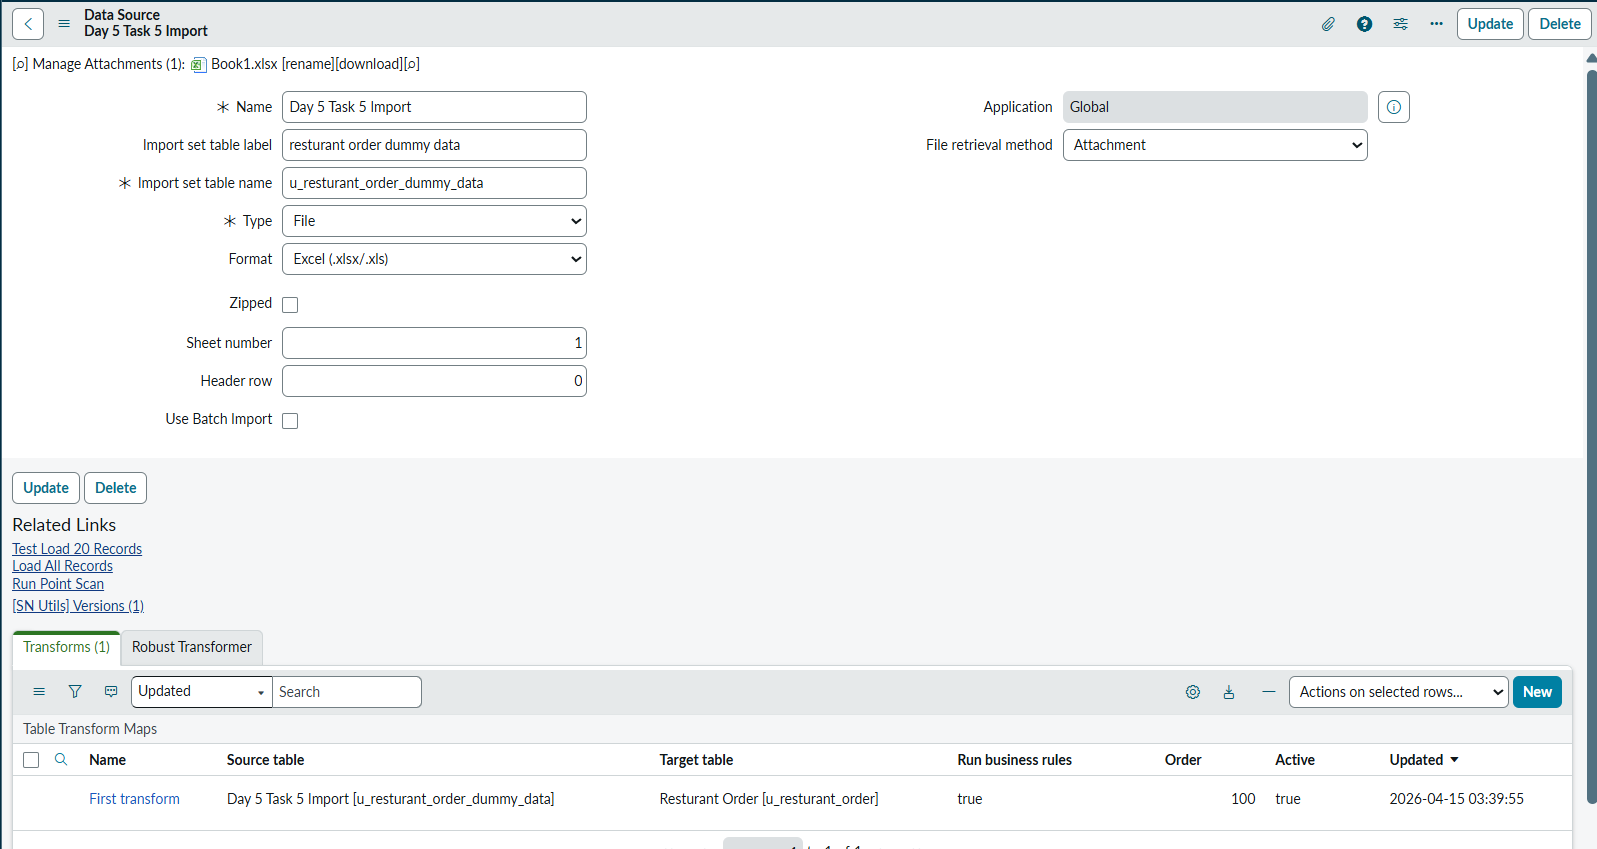 Data Source
Day 5 Task 5 Import
Update
Delete
Manage Attachments (1): Book1.xlsx [rename][download]
Name Day 5 Task 5 Import
Application Global
Import set table label resturant order dummy data
File retrieval method Attachment
Import set table name u_resturant_order_dummy_data
Type File
Format Excel (.xlsx/.xls)
Zipped
Sheet number 1
Header row 0
Use Batch Import
Update
Delete
Related Links
Test Load 20 Records
Load All Records
Run Point Scan
[SN Utils] Versions (1)
Transforms (1)
Robust Transformer
Updated
Search
Actions on selected rows...
New
Table Transform Maps
Name Source table Target table Run business rules Order Active Updated
First transform Day 5 Task 5 Import [u_resturant_order_dummy_data] Resturant Order [u_resturant_order] true 100 true 2026-04-15 03:39:55